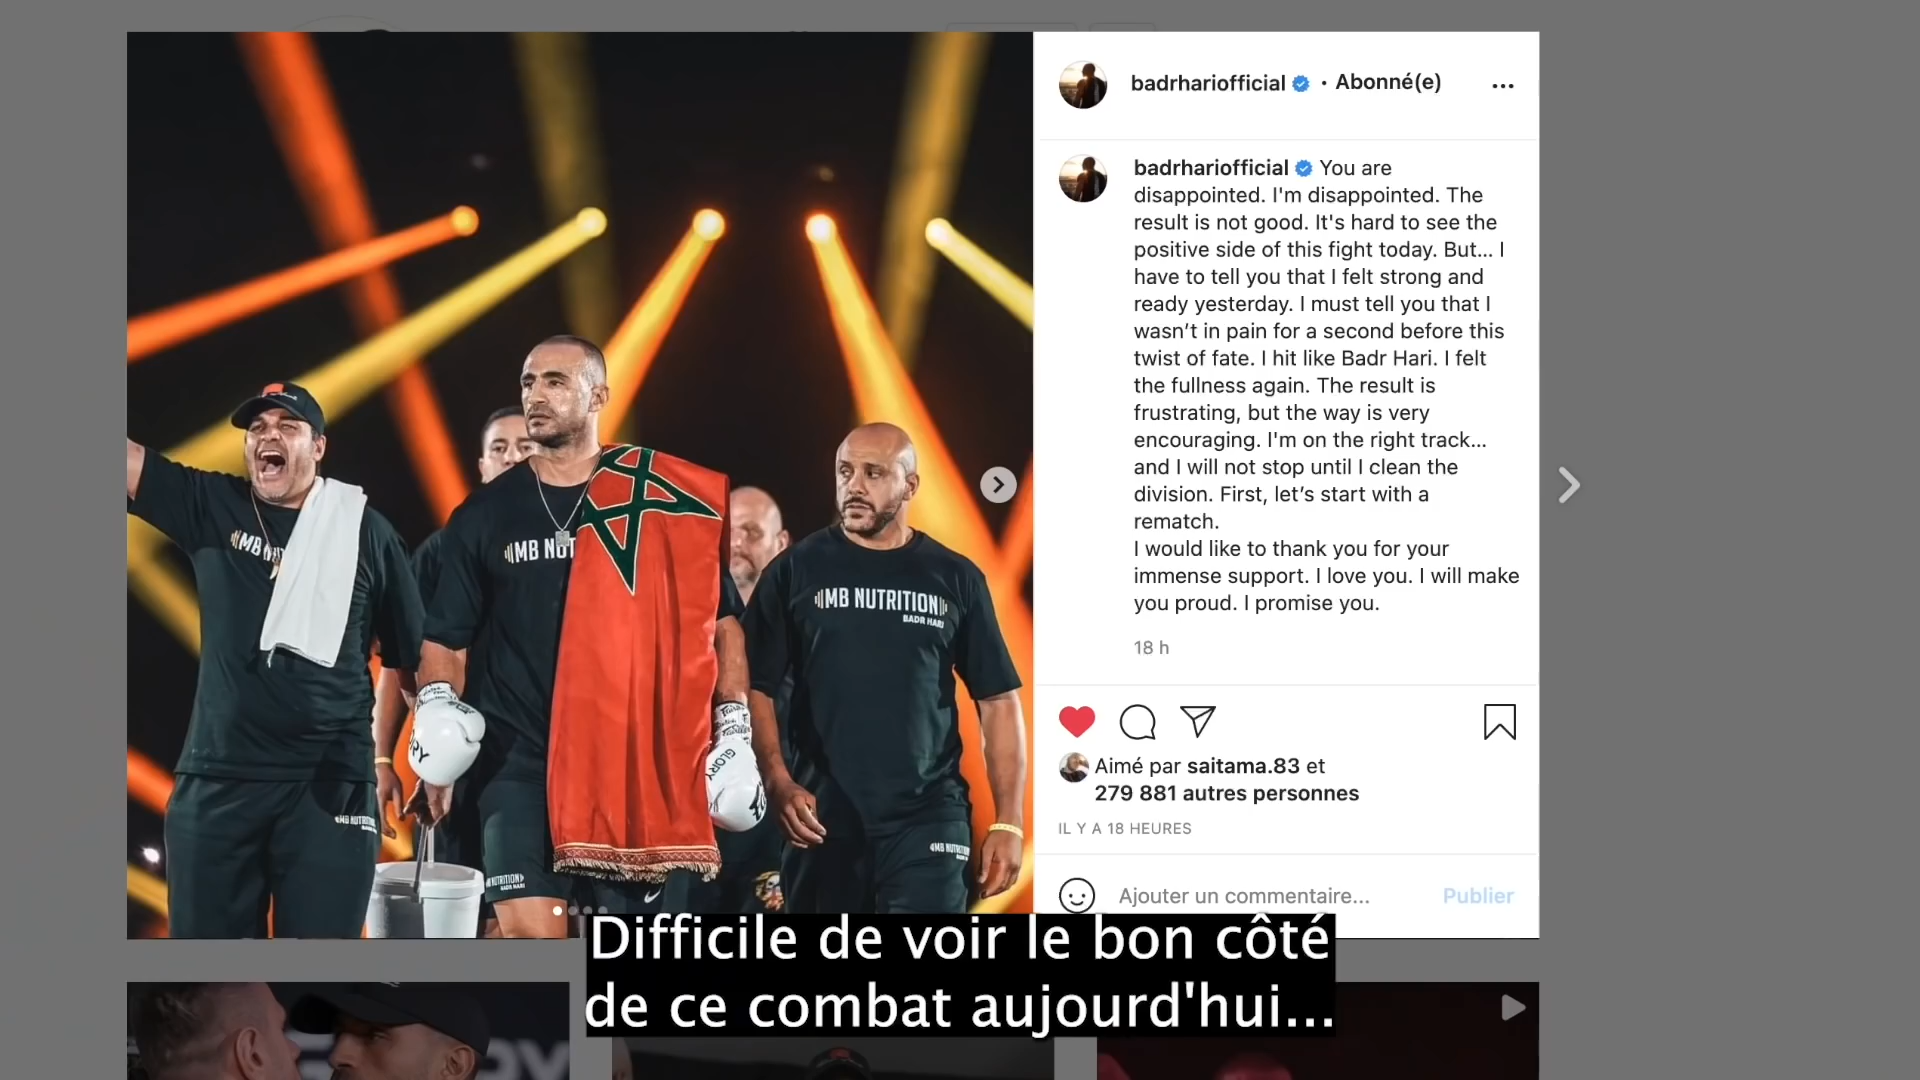 badrhariofficial • Abonné(e)
badrhariofficial You are
disappointed. I'm disappointed. The
result is not good. It's hard to see the
positive side of this fight today. But... I
have to tell you that I felt strong and
ready yesterday. I must tell you that I
wasn’t in pain for a second before this
twist of fate. I hit like Badr Hari. I felt
the fullness again. The result is
frustrating, but the way is very
encouraging. I'm on the right track...
and I will not stop until I clean the
division. First, let’s start with a
rematch.
I would like to thank you for your
immense support. I love you. I will make
you proud. I promise you.
18 h
Aimé par saitama.83 et
279 881 autres personnes
IL Y A 18 HEURES
Ajouter un commentaire... Publier
MB NUT
MB NUTRITION
BADR HARI
GLORY
NUTRITION
BADR HARI
Difficile de voir le bon côté
de ce combat aujourd'hui...